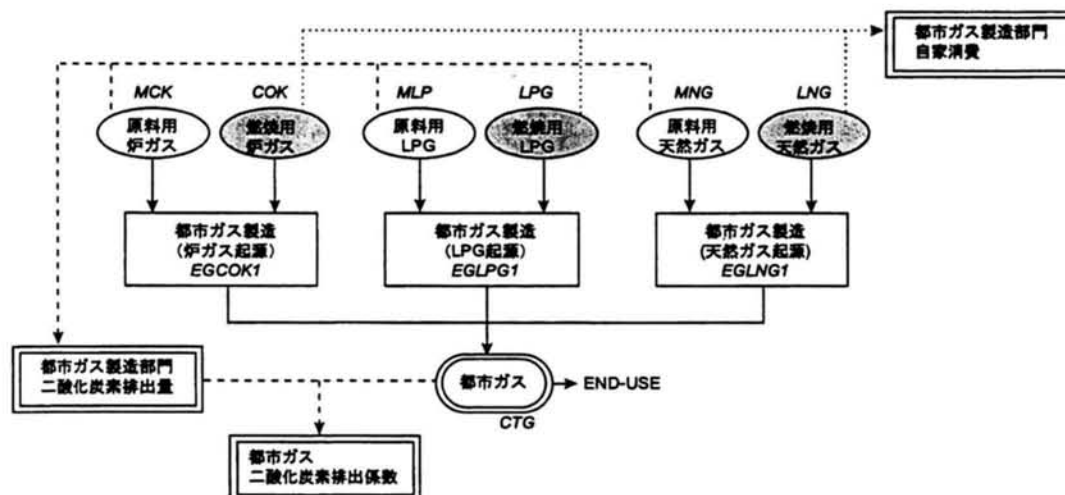 都市ガス製造部門
自家消費
MCK
COK
MLP
LPG
MNG
LNG
原料用
炉ガス
燃焼用
炉ガス
原料用
LPG
燃焼用
LPG
原料用
天然ガス
燃焼用
天然ガス
都市ガス製造
(炉ガス起源)
EGCOK1
都市ガス製造
(LPG起源)
EGLPG1
都市ガス製造
(天然ガス起源)
EGLNG1
都市ガス製造部門
二酸化炭素排出量
都市ガス
END-USE
CTG
都市ガス
二酸化炭素排出係数